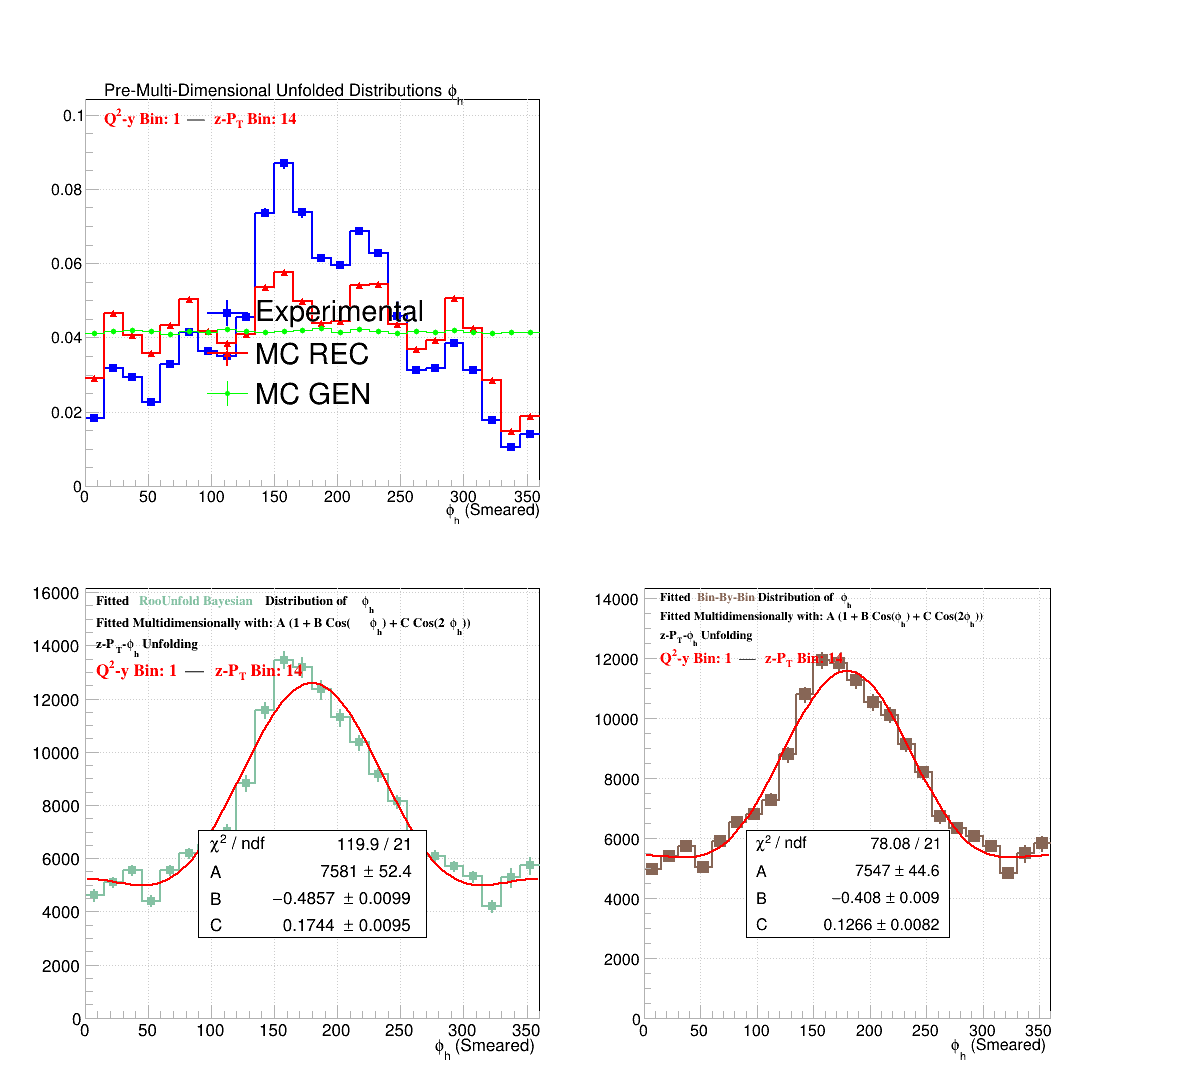 Pre-Multi-Dimensional Unfolded Distributions ϕh
Q2-y Bin: 1 — z-PT Bin: 14
0.1
0.08
0.06
0.04
0.02
0
Experimental
MC REC
MC GEN
0 50 100 150 200 250 300 350
ϕh (Smeared)
Fitted RooUnfold Bayesian Distribution of ϕh
Fitted Multidimensionally with: A (1 + B Cos(ϕh) + C Cos(2 ϕh))
z-PT-ϕh Unfolding
Q2-y Bin: 1 — z-PT Bin: 14
16000
14000
12000
10000
8000
6000
4000
2000
0
χ2 / ndf 119.9 / 21
A 7581 ± 52.4
B −0.4857 ± 0.0099
C 0.1744 ± 0.0095
0 50 100 150 200 250 300 350
ϕh (Smeared)
Fitted Bin-By-Bin Distribution of ϕh
Fitted Multidimensionally with: A (1 + B Cos(ϕh) + C Cos(2ϕh))
z-PT-ϕh Unfolding
Q2-y Bin: 1 — z-PT Bin: 14
14000
12000
10000
8000
6000
4000
2000
0
χ2 / ndf 78.08 / 21
A 7547 ± 44.6
B −0.408 ± 0.009
C 0.1266 ± 0.0082
0 50 100 150 200 250 300 350
ϕh (Smeared)